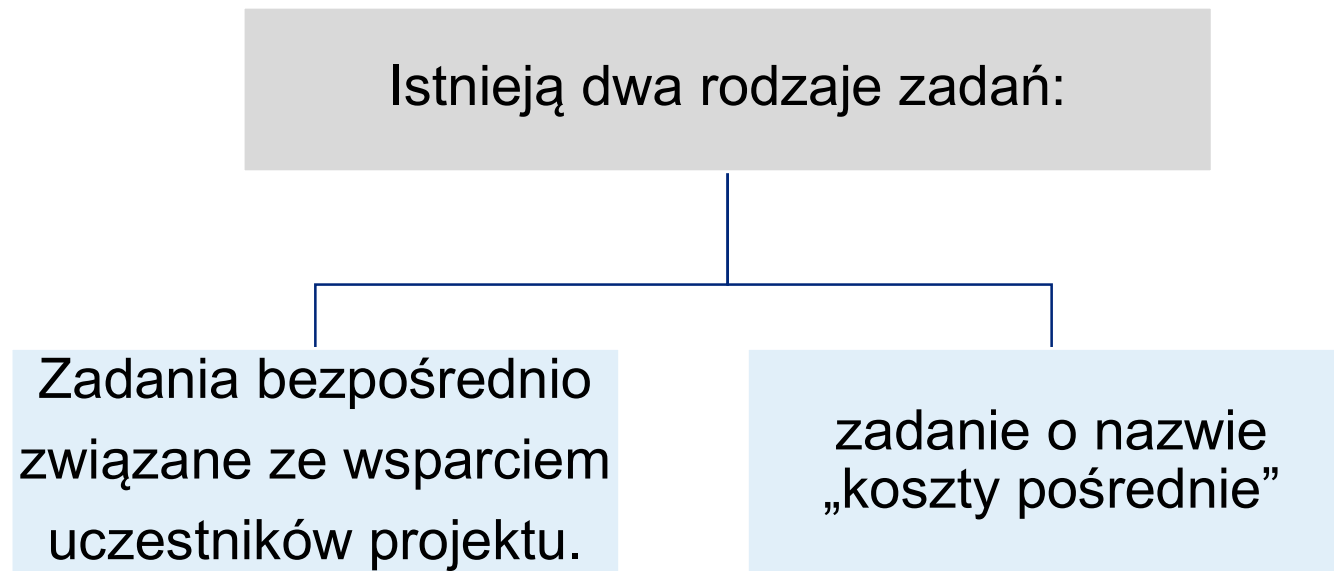 Istnieją dwa rodzaje zadań:
Zadania bezpośrednio
związane ze wsparciem
uczestników projektu.
zadanie o nazwie
„koszty pośrednie”